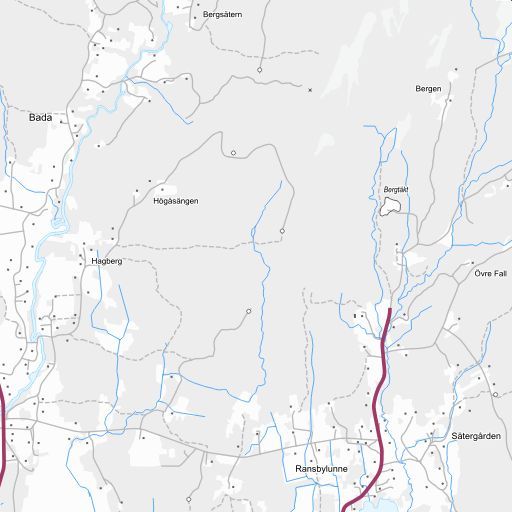 Bergsätern
Bergen
Bada
Bergtäkt
Högåsängen
Hagberg
Övre Fall
Sätergården
Ransbylunne